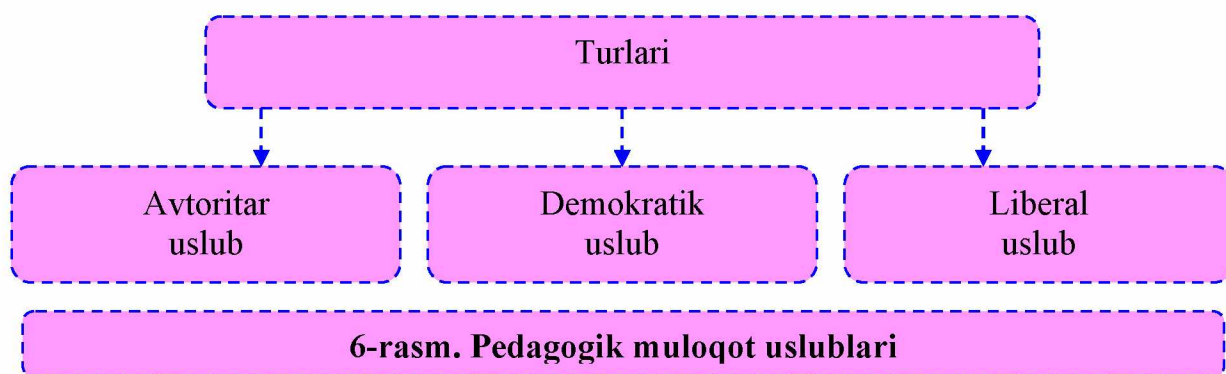 Turlari
Avtoritar
uslub
Demokratik
uslub
Liberal
uslub
6-rasm. Pedagogik muloqot uslublari